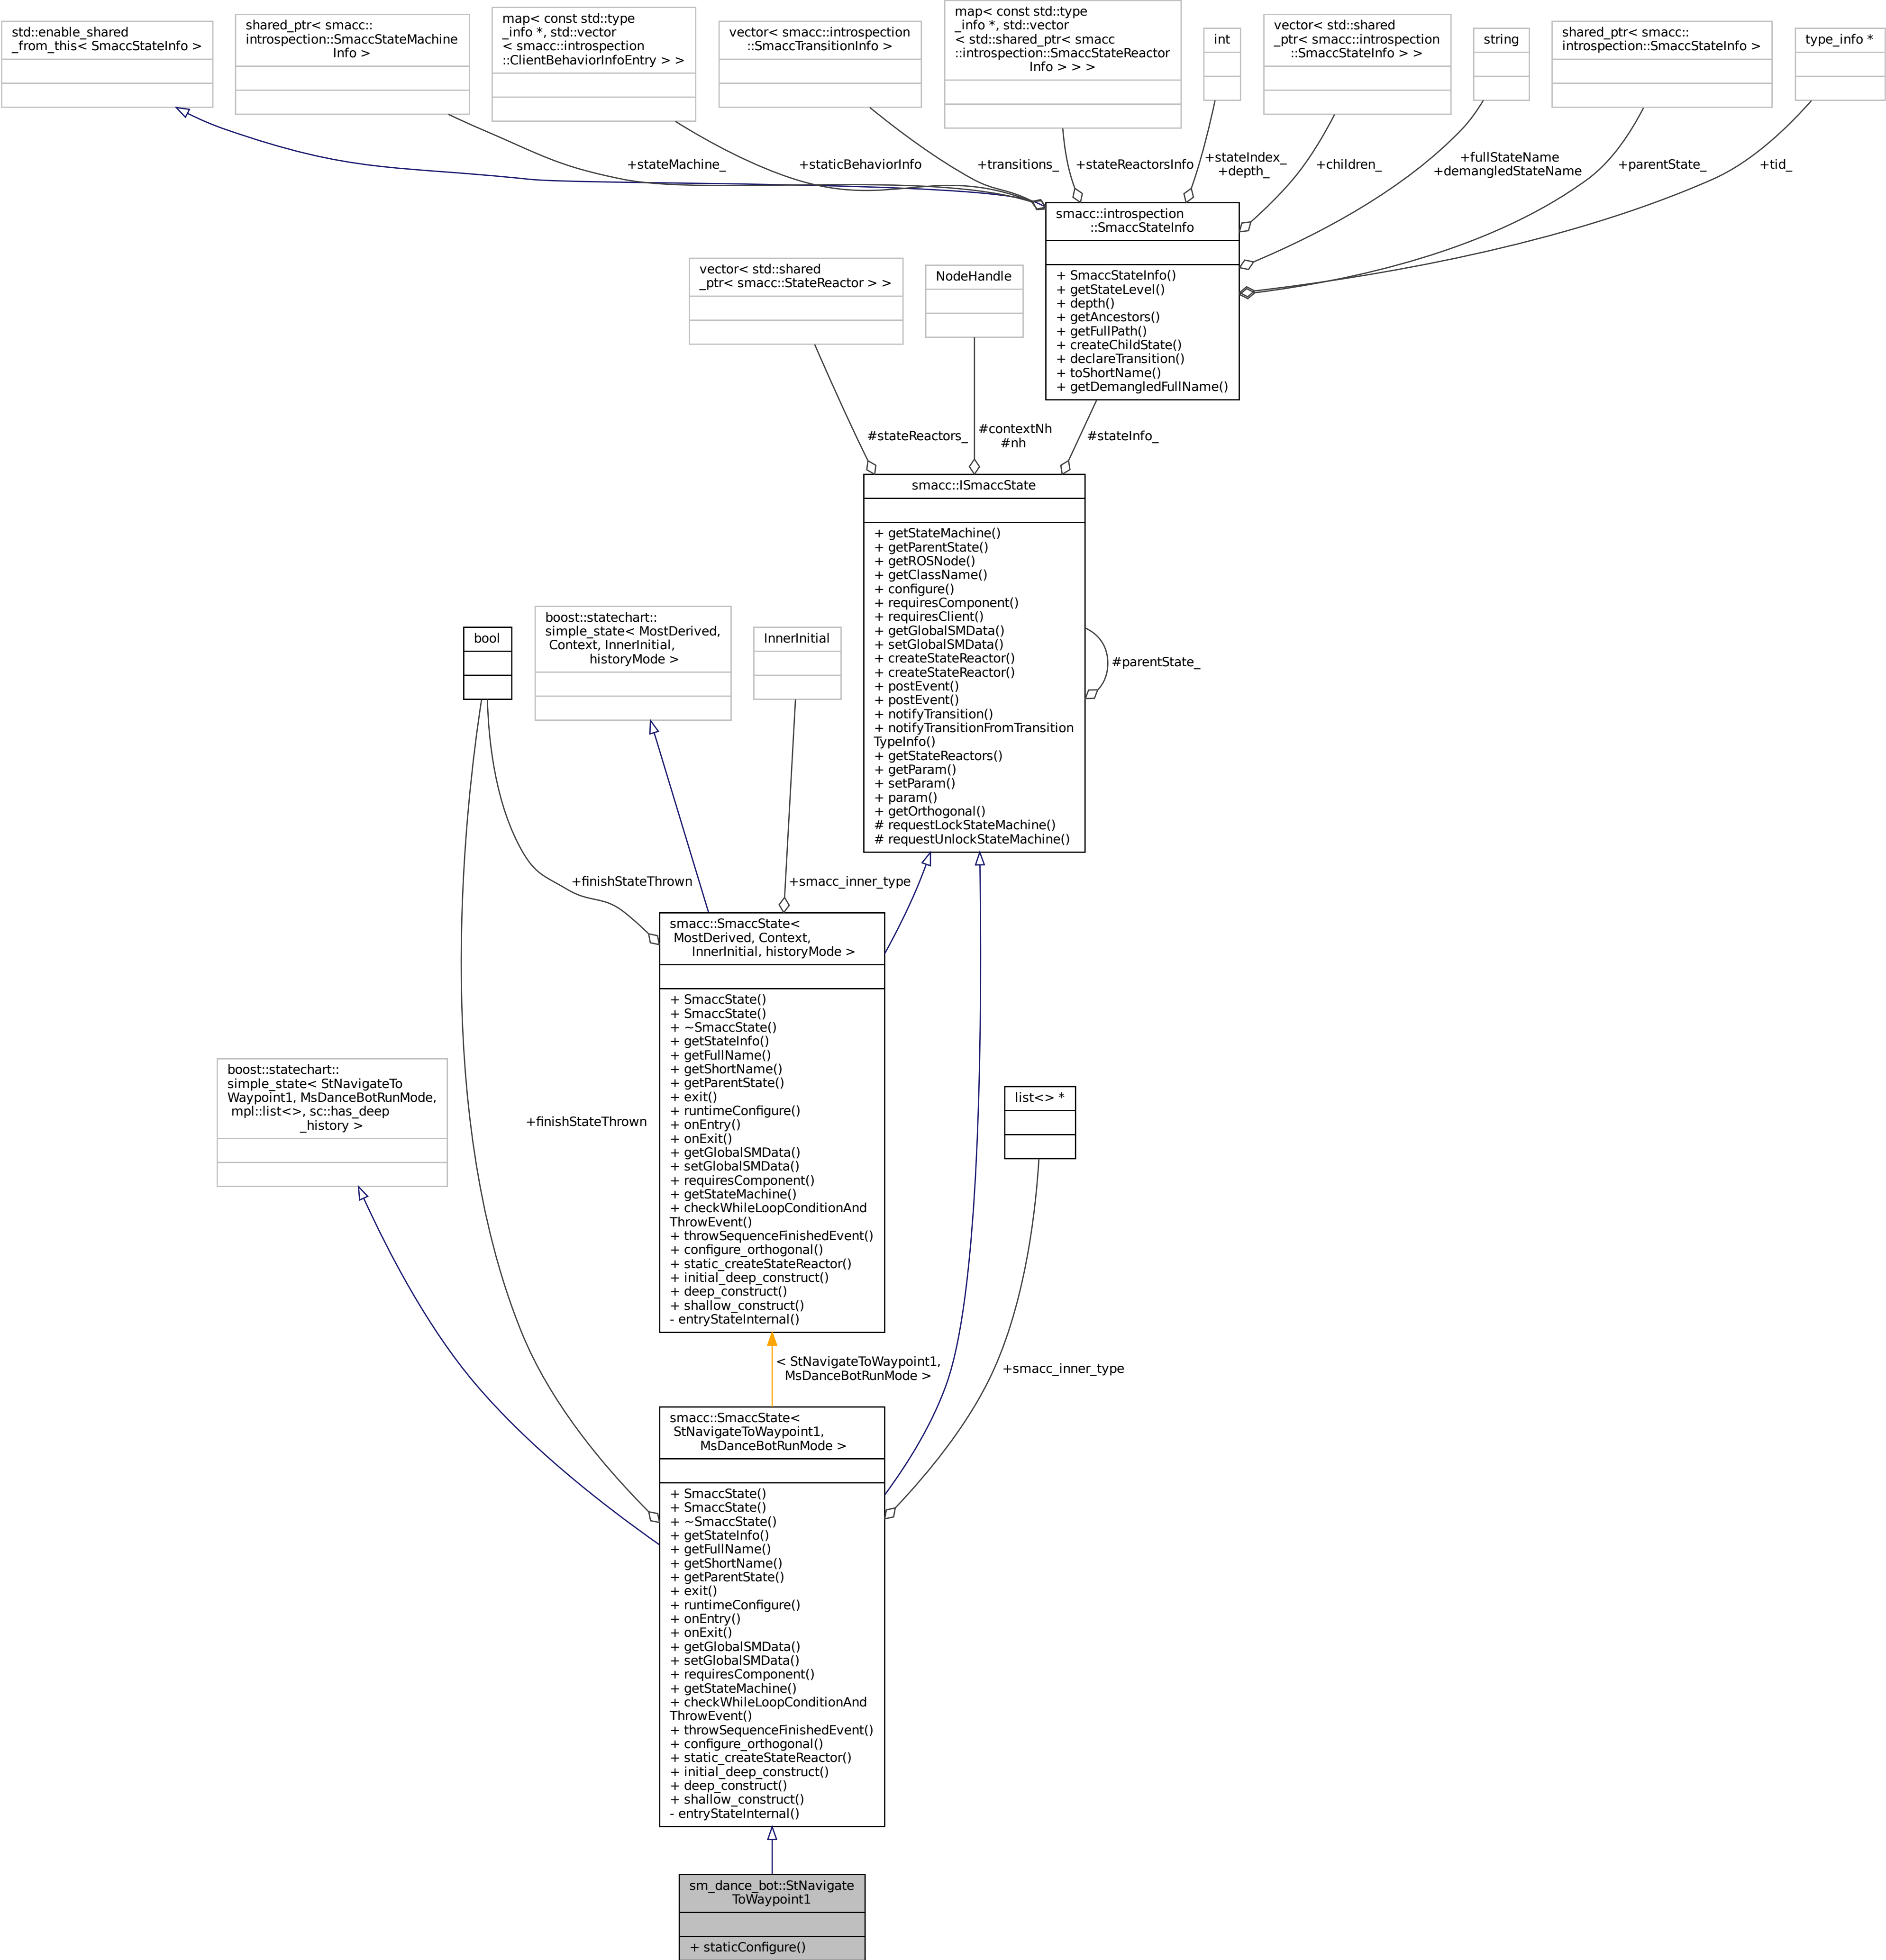 std::enable_shared
_from_this< SmaccStateInfo >
shared_ptr< smacc::
introspection::SmaccStateMachine
Info >
map< const std::type
_info *, std::vector
< smacc::introspection
::ClientBehaviorInfoEntry > >
vector< smacc::introspection
::SmaccTransitionInfo >
map< const std::type
_info *, std::vector
< std::shared_ptr< smacc
::introspection::SmaccStateReactor
Info > > >
int
vector< std::shared
_ptr< smacc::introspection
::SmaccStateInfo > >
string
shared_ptr< smacc::
introspection::SmaccStateInfo >
type_info *
+stateMachine_
+staticBehaviorInfo
+transitions_
+stateReactorsInfo
+stateIndex_
+depth_
+children_
+fullStateName
+demangledStateName
+parentState_
+tid_
smacc::introspection
::SmaccStateInfo
+ SmaccStateInfo()
+ getStateLevel()
+ depth()
+ getAncestors()
+ getFullPath()
+ createChildState()
+ declareTransition()
+ toShortName()
+ getDemangledFullName()
vector< std::shared
_ptr< smacc::StateReactor > >
NodeHandle
#stateReactors_
#contextNh
#nh
#stateInfo_
smacc::ISmaccState
+ getStateMachine()
+ getParentState()
+ getROSNode()
+ getClassName()
+ configure()
+ requiresComponent()
+ requiresClient()
+ getGlobalSMData()
+ setGlobalSMData()
+ createStateReactor()
+ createStateReactor()
+ postEvent()
+ postEvent()
+ notifyTransition()
+ notifyTransitionFromTransition
TypeInfo()
+ getStateReactors()
+ getParam()
+ setParam()
+ param()
+ getOrthogonal()
# requestLockStateMachine()
# requestUnlockStateMachine()
#parentState_
bool
boost::statechart::
simple_state< MostDerived,
Context, InnerInitial,
historyMode >
InnerInitial
+finishStateThrown
+smacc_inner_type
smacc::SmaccState<
MostDerived, Context,
InnerInitial, historyMode >
+ SmaccState()
+ SmaccState()
+ ~SmaccState()
+ getStateInfo()
+ getFullName()
+ getShortName()
+ getParentState()
+ exit()
+ runtimeConfigure()
+ onEntry()
+ onExit()
+ getGlobalSMData()
+ setGlobalSMData()
+ requiresComponent()
+ getStateMachine()
+ checkWhileLoopConditionAnd
ThrowEvent()
+ throwSequenceFinishedEvent()
+ configure_orthogonal()
+ static_createStateReactor()
+ initial_deep_construct()
+ deep_construct()
+ shallow_construct()
- entryStateInternal()
boost::statechart::
simple_state< StNavigateTo
Waypoint1, MsDanceBotRunMode,
mpl::list<>, sc::has_deep
_history >
+finishStateThrown
list<> *
< StNavigateToWaypoint1,
MsDanceBotRunMode >
+smacc_inner_type
smacc::SmaccState<
StNavigateToWaypoint1,
MsDanceBotRunMode >
+ SmaccState()
+ SmaccState()
+ ~SmaccState()
+ getStateInfo()
+ getFullName()
+ getShortName()
+ getParentState()
+ exit()
+ runtimeConfigure()
+ onEntry()
+ onExit()
+ getGlobalSMData()
+ setGlobalSMData()
+ requiresComponent()
+ getStateMachine()
+ checkWhileLoopConditionAnd
ThrowEvent()
+ throwSequenceFinishedEvent()
+ configure_orthogonal()
+ static_createStateReactor()
+ initial_deep_construct()
+ deep_construct()
+ shallow_construct()
- entryStateInternal()
sm_dance_bot::StNavigate
ToWaypoint1
+ staticConfigure()